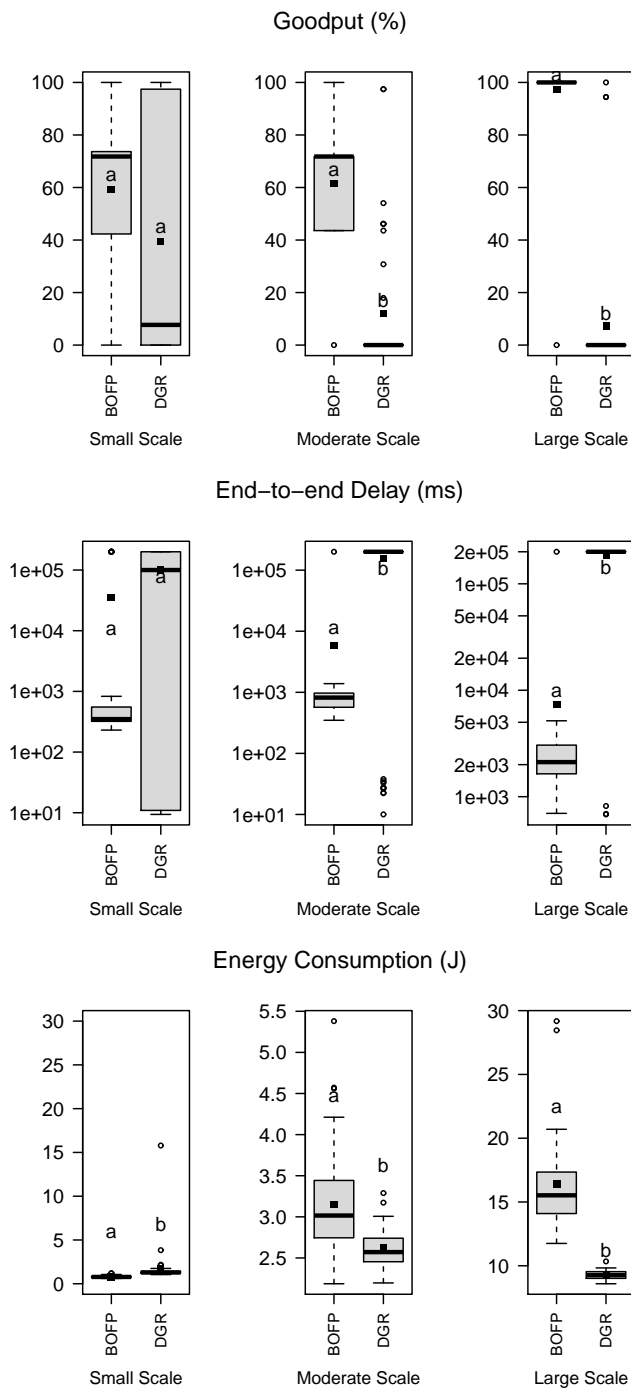 Goodput (%)
100
80
60
40
20
0
a
a
BOFP
DGR
Small Scale
100
80
60
40
20
0
a
b
BOFP
DGR
Moderate Scale
100
80
60
40
20
0
a
b
BOFP
DGR
Large Scale
End−to−end Delay (ms)
1e+05
1e+04
1e+03
1e+02
1e+01
a
a
BOFP
DGR
Small Scale
1e+05
1e+04
1e+03
1e+02
1e+01
a
b
BOFP
DGR
Moderate Scale
2e+05
1e+05
5e+04
2e+04
1e+04
5e+03
2e+03
1e+03
a
b
BOFP
DGR
Large Scale
Energy Consumption (J)
30
25
20
15
10
5
0
a
b
BOFP
DGR
Small Scale
5.5
5.0
4.5
4.0
3.5
3.0
2.5
a
b
BOFP
DGR
Moderate Scale
30
25
20
15
10
a
b
BOFP
DGR
Large Scale